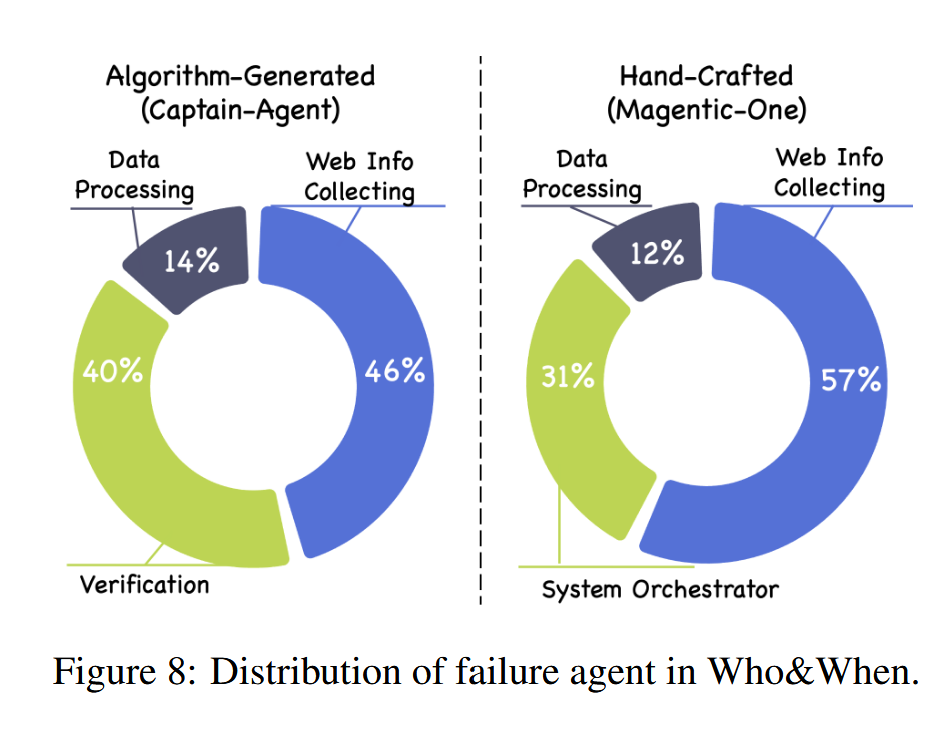 Algorithm-Generated
(Captain-Agent)
Data
Processing
Web Info
Collecting
14%
40%
46%
Verification
Hand-Crafted
(Magentic-One)
Data
Processing
Web Info
Collecting
12%
31%
57%
System Orchestrator
Figure 8: Distribution of failure agent in Who&When.